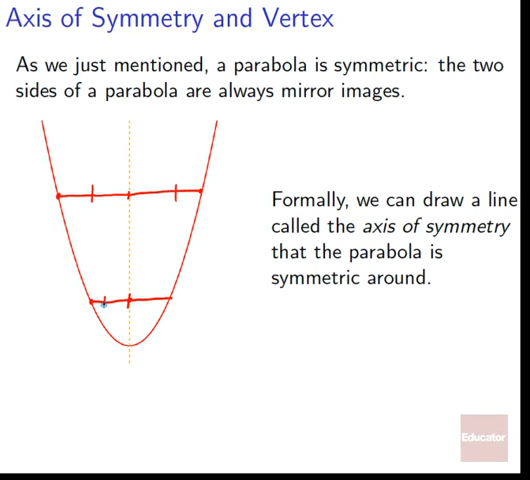 Axis of Symmetry and Vertex
As we just mentioned, a parabola is symmetric: the two
sides of a parabola are always mirror images.
Formally, we can draw a line
called the axis of symmetry
that the parabola is
symmetric around.
Educator